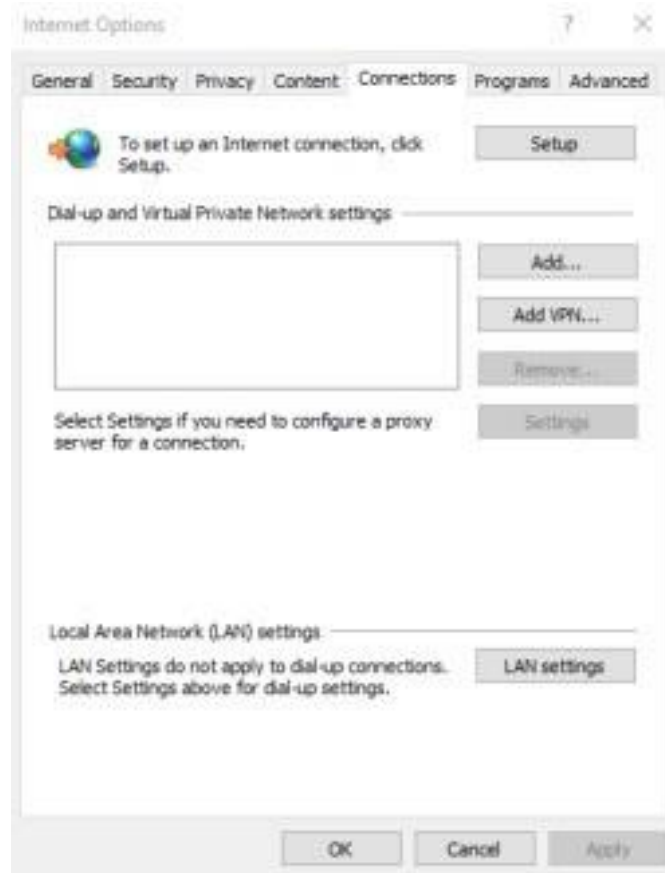 Internet Options
?
General Security Privacy Content Connections Programs Advanced
To set up an Internet connection, click
Setup.
Setup
Dial-up and Virtual Private Network settings
Add...
Add VPN...
Remove...
Select Settings if you need to configure a proxy
server for a connection.
Settings
Local Area Network (LAN) settings
LAN Settings do not apply to dial-up connections.
Select Settings above for dial-up settings.
LAN settings
OK
Cancel
Apply